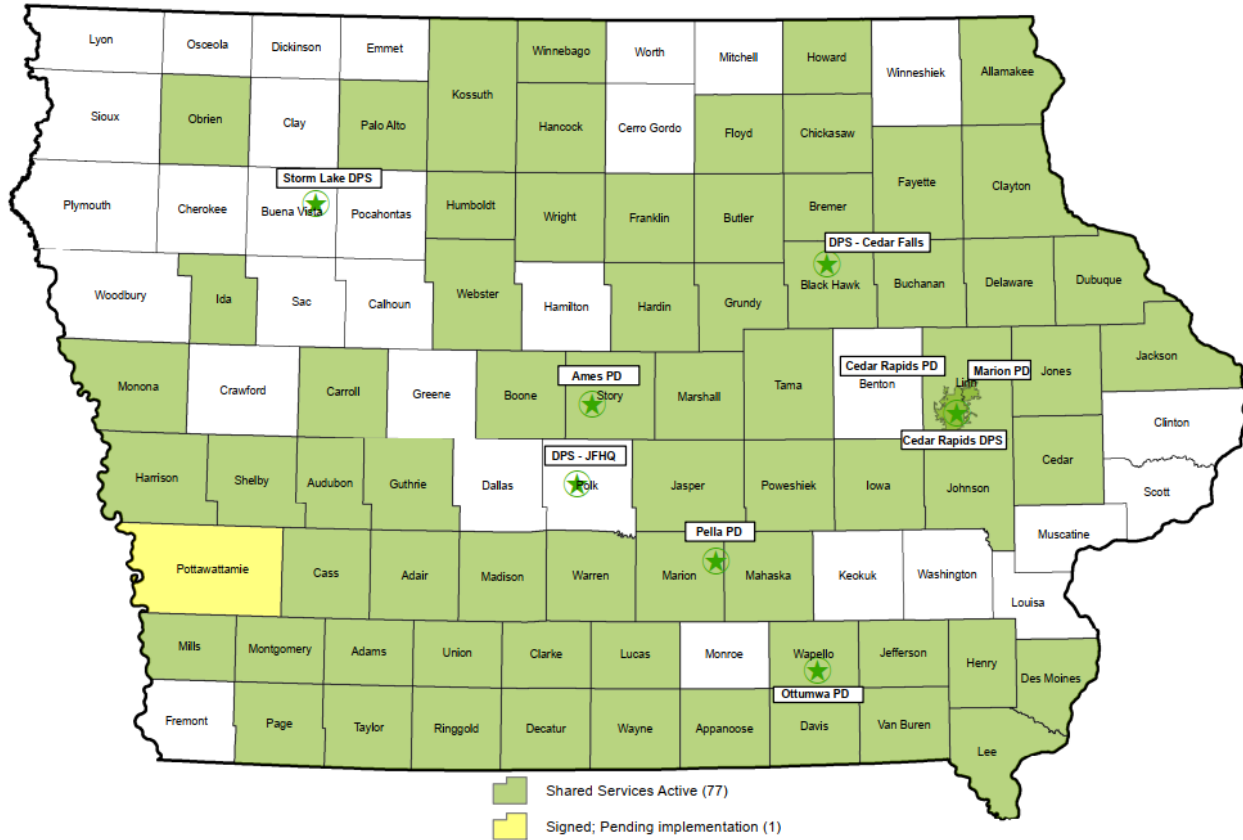 Lyon
Osceola
Dickinson
Emmet
Winnebago
Worth
Mitchell
Howard
Winneshiek
Allamakee
Kossuth
Sioux
Obrien
Clay
Palo Alto
Hancock
Cerro Gordo
Floyd
Chickasaw
Storm Lake DPS
Fayette
Clayton
Plymouth
Cherokee
Buena Vista
Pocahontas
Humboldt
Wright
Franklin
Butler
Bremer
DPS - Cedar Falls
Woodbury
Ida
Sac
Calhoun
Webster
Hamilton
Hardin
Grundy
Black Hawk
Buchanan
Delaware
Dubuque
Monona
Crawford
Carroll
Greene
Boone
Ames PD
Story
Marshall
Tama
Cedar Rapids PD
Benton
Marion PD
Linn
Jones
Jackson
Clinton
Cedar Rapids DPS
Harrison
Shelby
Audubon
Guthrie
Dallas
DPS - JFHQ
Polk
Jasper
Poweshiek
Iowa
Johnson
Cedar
Scott
Muscatine
Pottawattamie
Cass
Adair
Madison
Warren
Pella PD
Marion
Mahaska
Keokuk
Washington
Louisa
Mills
Montgomery
Adams
Union
Clarke
Lucas
Monroe
Wapello
Jefferson
Henry
Des Moines
Ottumwa PD
Fremont
Page
Taylor
Ringgold
Decatur
Wayne
Appanoose
Davis
Van Buren
Lee
Shared Services Active (77)
Signed; Pending implementation (1)